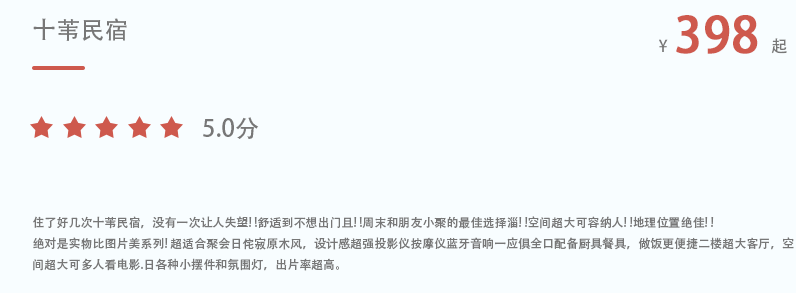 十苇民宿
¥ 398 起
5.0分
住了好几次十苇民宿，没有一次让人失望!!舒适到不想出门且!!周末和朋友小聚的最佳选择淄!!空间超大可容纳人!!地理位置绝佳!!
绝对是实物比图片美系列!超适合聚会日侘寂原木风，设计感超强投影仪按摩仪蓝牙音响一应俱全口配备厨具餐具，做饭更便捷二楼超大客厅，空
间超大可多人看电影.日各种小摆件和氛围灯，出片率超高。